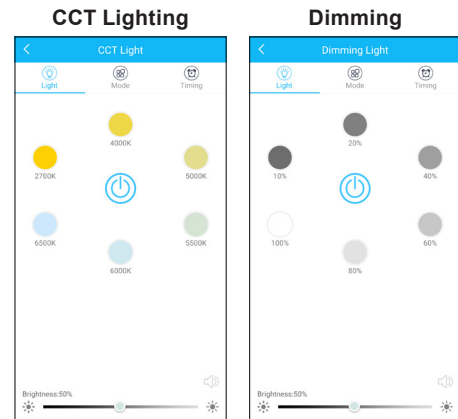 CCT Lighting
CCT Light
Light Mode Timing
4000K
2700K 5000K
6500K 5500K
6000K
Brightness:50%
Dimming
Dimming Light
Light Mode Timing
20%
10% 40%
100% 60%
80%
Brightness:50%